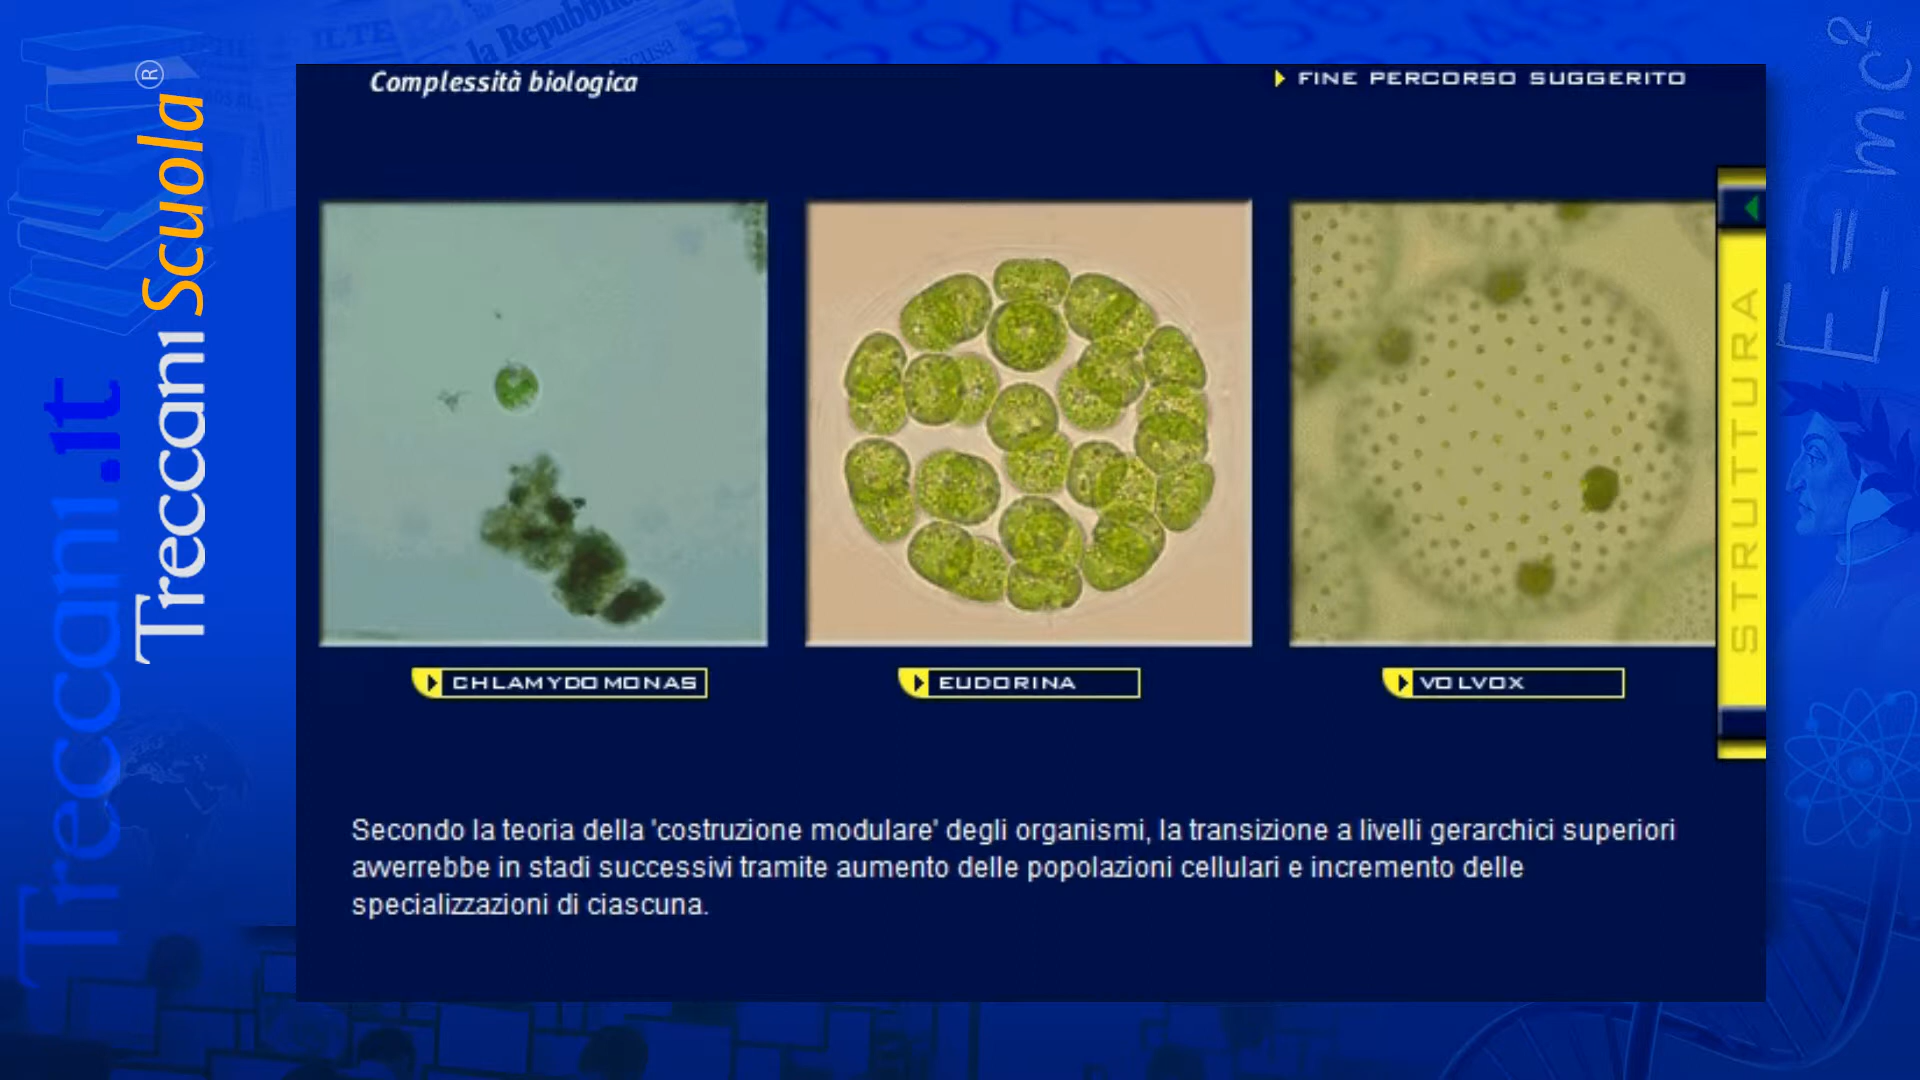 la Repubblica
Complessità biologica
FINE PERCORSO SUGGERITO
E=mc²
Treccani Scuola®
Treccani.it
STRUTTURA
CHLAMYDOMONAS
EUDORINA
VOLVOX
Secondo la teoria della 'costruzione modulare' degli organismi, la transizione a livelli gerarchici superiori
avverrebbe in stadi successivi tramite aumento delle popolazioni cellulari e incremento delle
specializzazioni di ciascuna.